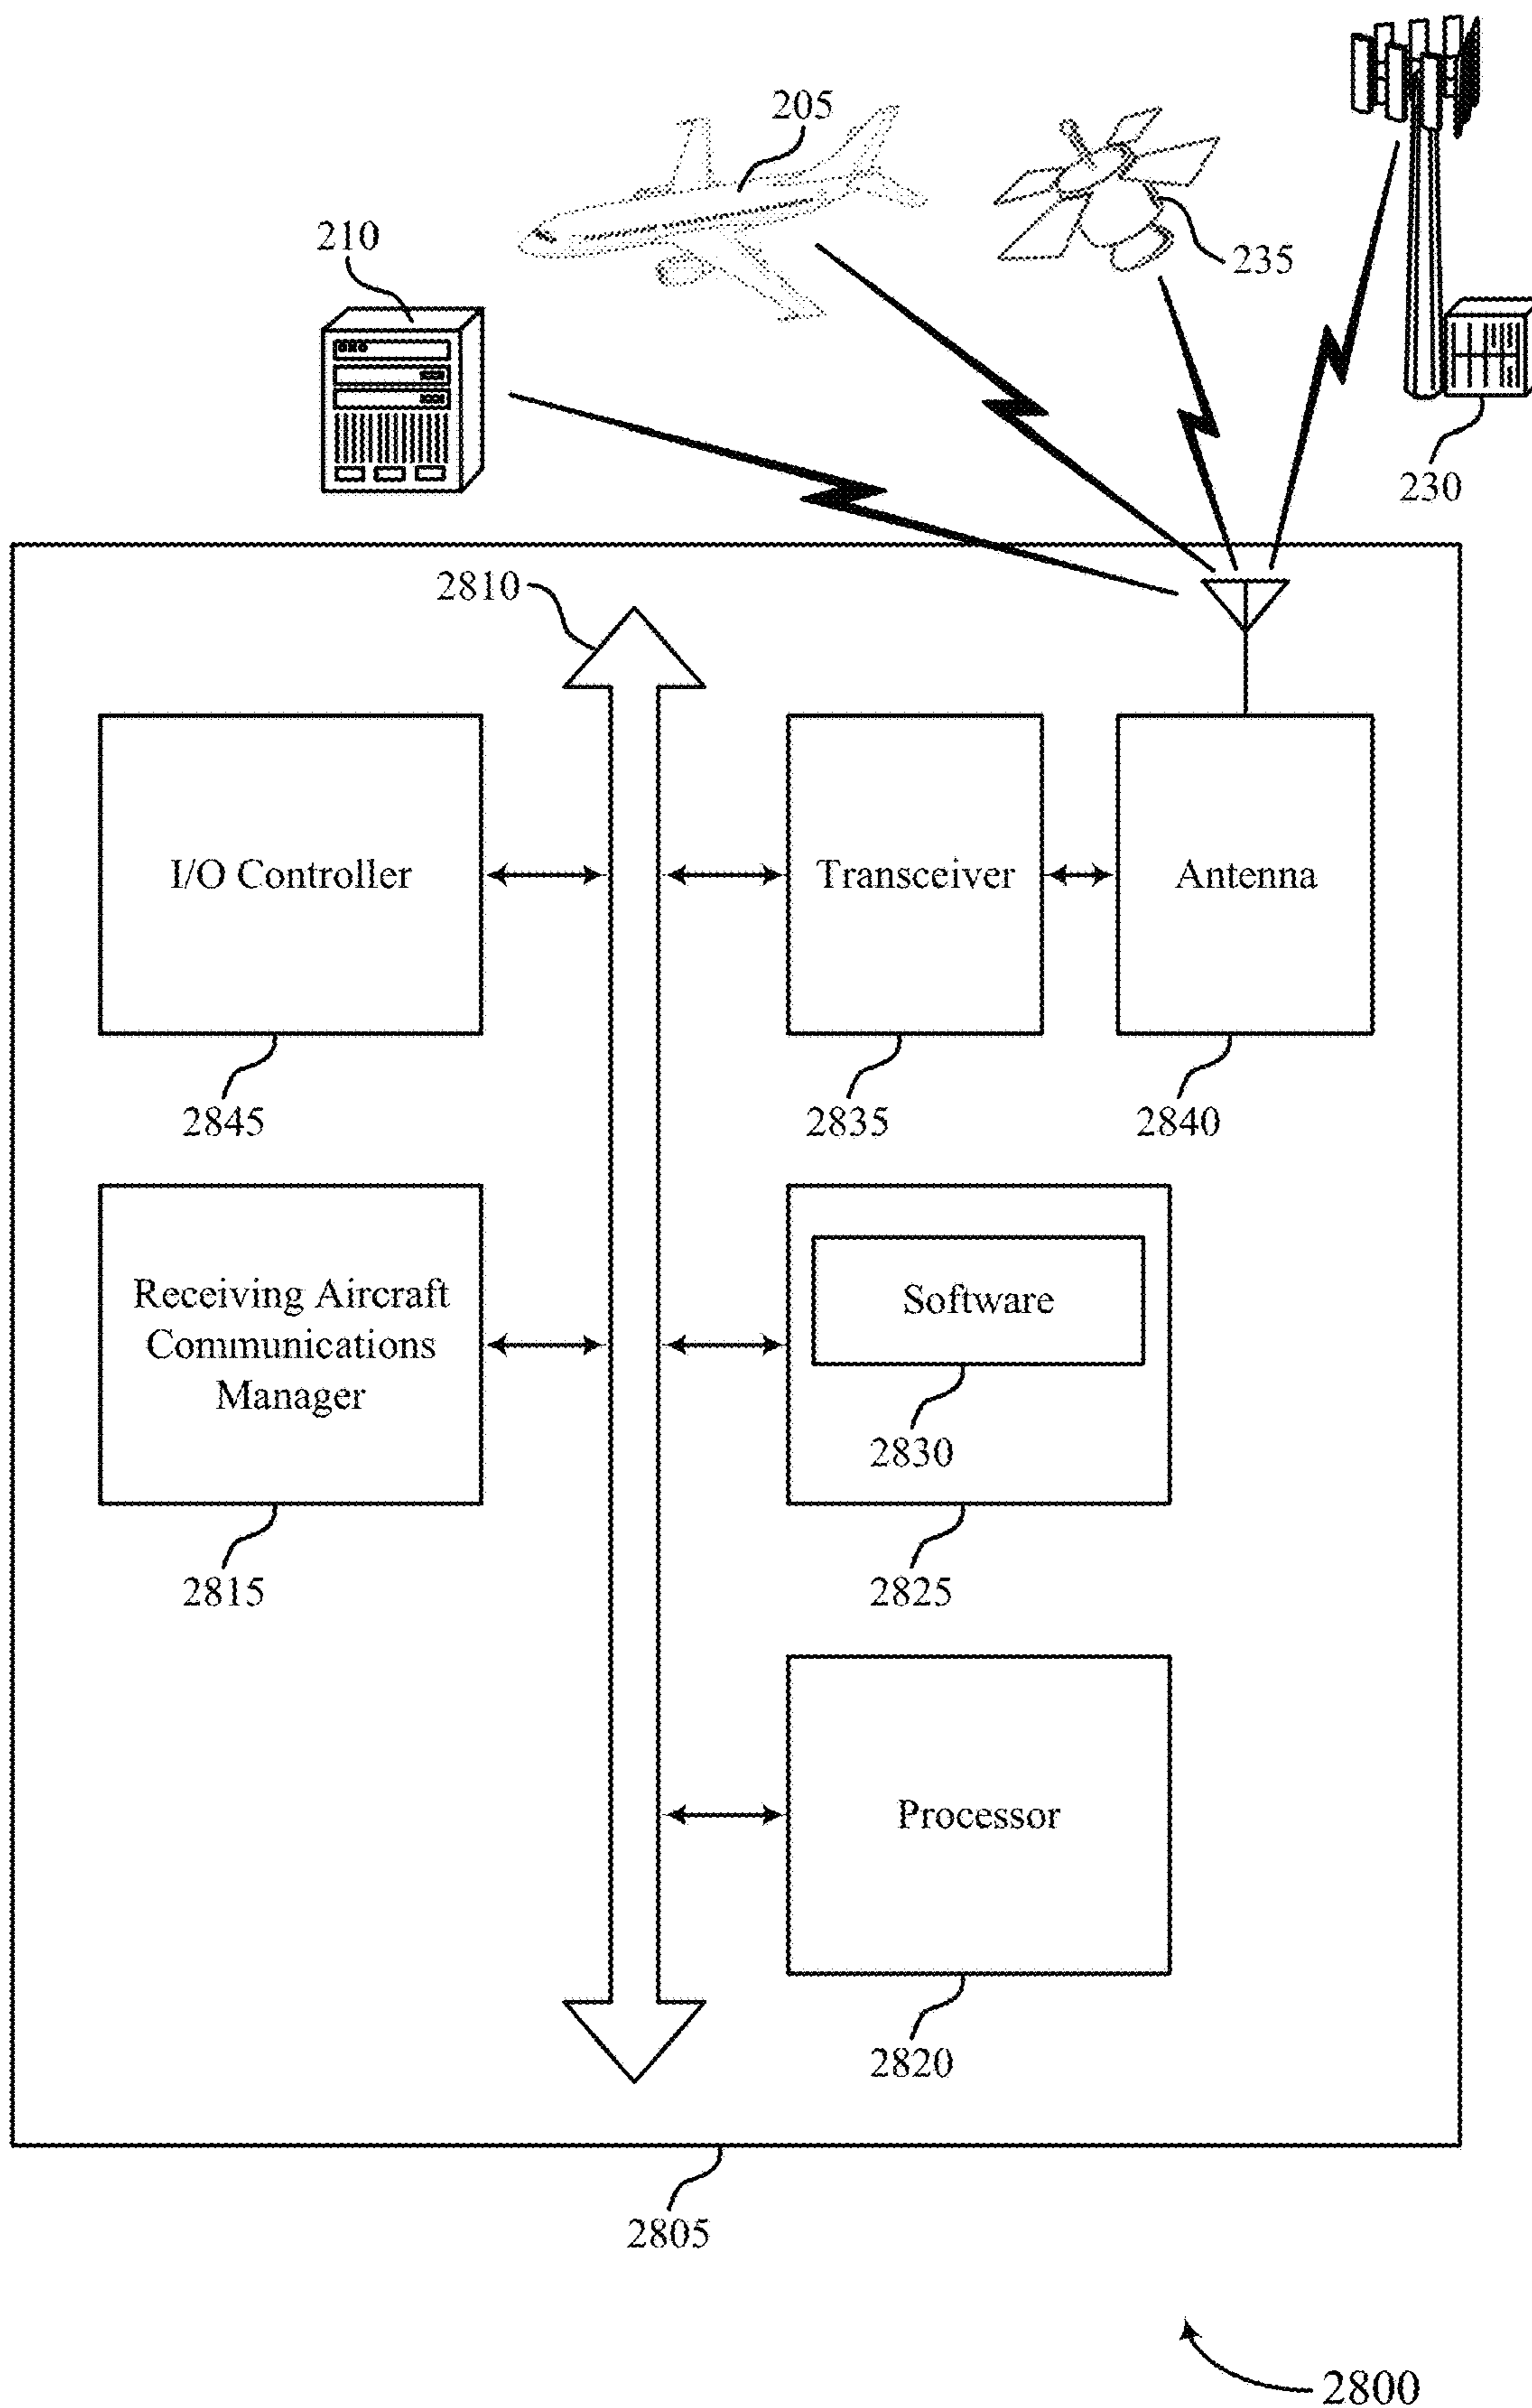 205
210
235
230
2810
I/O Controller
Transceiver
Antenna
2845
2835
2840
Receiving Aircraft
Communications
Manager
Software
2830
2815
2825
Processor
2820
2805
2800